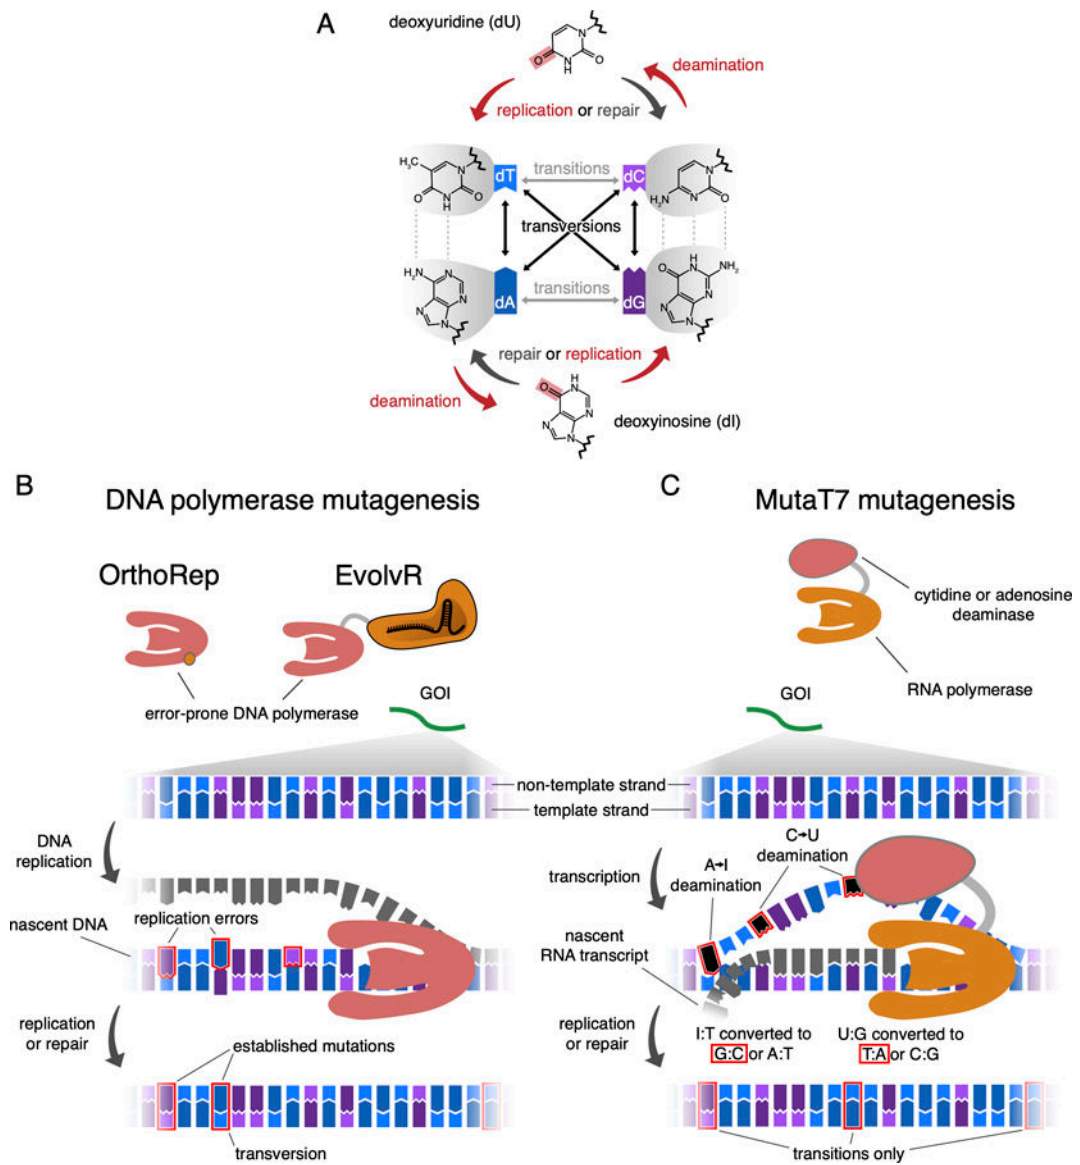 A
deoxyuridine (dU)
O
N
O
NH
deamination
replication or repair
H₃C
N
O
N
H
O
dT
transitions
dC
N
H₂N
N
O
transversions
NH₂
N
N
N
N
dA
transitions
dG
O
H
N
NH₂
N
N
N
repair or replication
deamination
O
H
N
N
N
N
deoxyinosine (dI)
B
DNA polymerase mutagenesis
OrthoRep
EvolvR
error-prone DNA polymerase
GOI
non-template strand
template strand
DNA
replication
nascent DNA
replication errors
replication
or repair
established mutations
transversion
C
MutaT7 mutagenesis
cytidine or adenosine
deaminase
RNA polymerase
GOI
transcription
A→I
deamination
C→U
deamination
nascent
RNA transcript
replication
or repair
I:T converted to
G:C or A:T
U:G converted to
T:A or C:G
transitions only